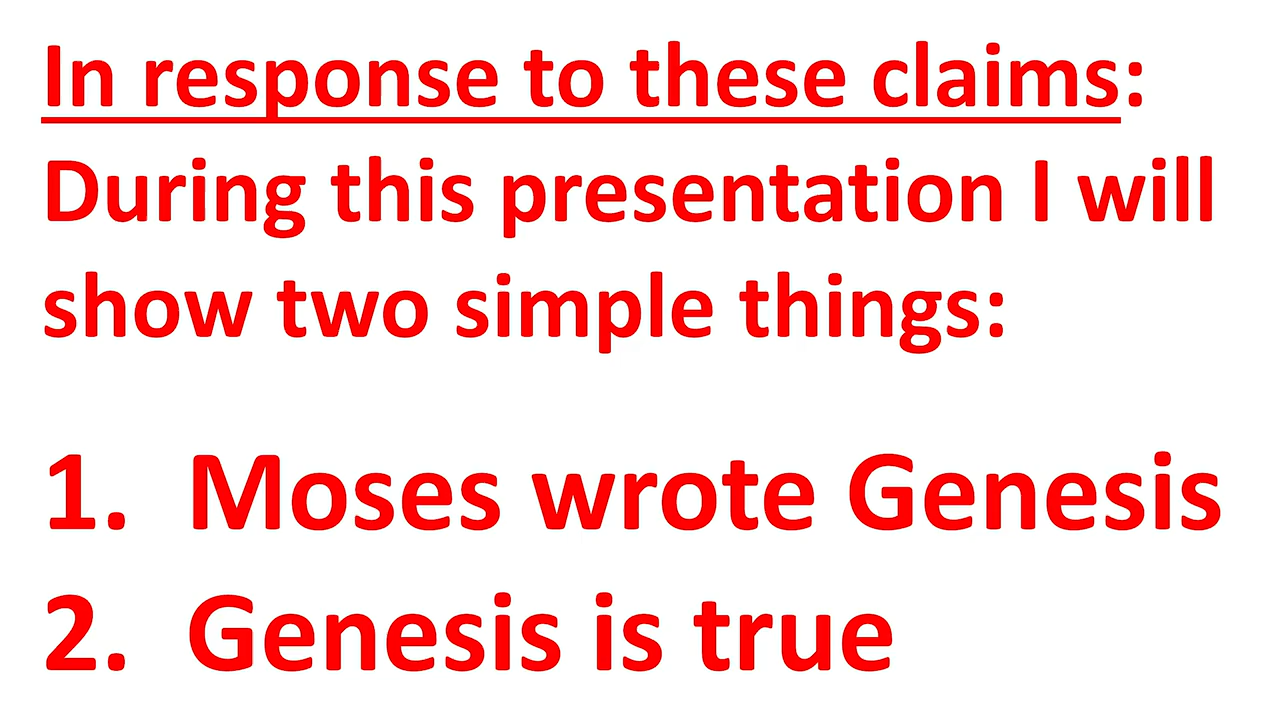 In response to these claims:
During this presentation I will
show two simple things:
1. Moses wrote Genesis
2. Genesis is true